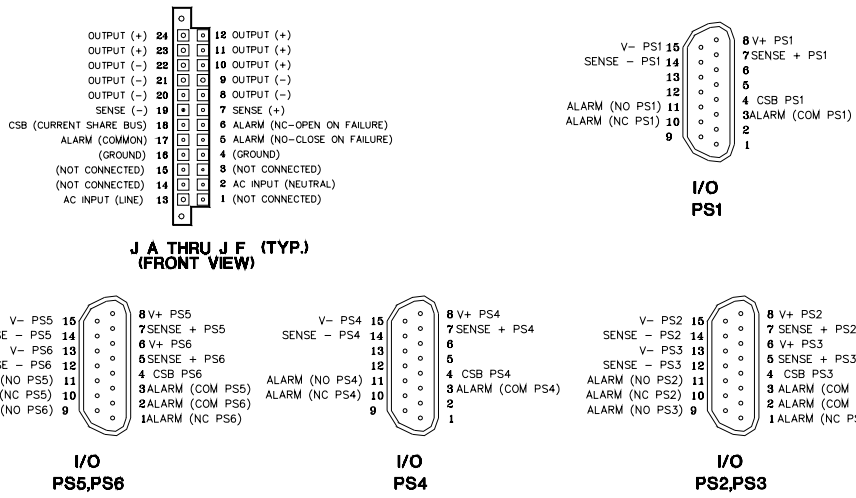 OUTPUT (+) 24 12 OUTPUT (+)
OUTPUT (+) 23 11 OUTPUT (+)
OUTPUT (-) 22 10 OUTPUT (+)
OUTPUT (-) 21 9 OUTPUT (-)
OUTPUT (-) 20 8 OUTPUT (-)
SENSE (-) 19 7 SENSE (+)
CSB (CURRENT SHARE BUS) 18 6 ALARM (NC-OPEN ON FAILURE)
ALARM (COMMON) 17 5 ALARM (NO-CLOSE ON FAILURE)
(GROUND) 16 4 (GROUND)
(NOT CONNECTED) 15 3 (NOT CONNECTED)
(NOT CONNECTED) 14 2 AC INPUT (NEUTRAL)
AC INPUT (LINE) 13 1 (NOT CONNECTED)
J A THRU J F (TYP.)
(FRONT VIEW)
V- PS1 15
SENSE - PS1 14
13
12
ALARM (NO PS1) 11
ALARM (NC PS1) 10
9
8 V+ PS1
7 SENSE + PS1
6
5
4 CSB PS1
3 ALARM (COM PS1)
2
1
I/O
PS1
V- PS5 15
SE - PS5 14
V- PS6 13
SE - PS6 12
(NO PS5) 11
(NC PS5) 10
(NO PS6) 9
8 V+ PS5
7 SENSE + PS5
6 V+ PS6
5 SENSE + PS6
4 CSB PS6
3 ALARM (COM PS5)
2 ALARM (COM PS6)
1 ALARM (NC PS6)
I/O
PS5,PS6
V- PS4 15
SENSE - PS4 14
13
12
ALARM (NO PS4) 11
ALARM (NC PS4) 10
9
8 V+ PS4
7 SENSE + PS4
6
5
4 CSB PS4
3 ALARM (COM PS4)
2
1
I/O
PS4
V- PS2 15
SENSE - PS2 14
V- PS3 13
SENSE - PS3 12
ALARM (NO PS2) 11
ALARM (NC PS2) 10
ALARM (NO PS3) 9
8 V+ PS2
7 SENSE + PS2
6 V+ PS3
5 SENSE + PS3
4 CSB PS3
3 ALARM (COM
2 ALARM (COM
1 ALARM (NC PS
I/O
PS2,PS3